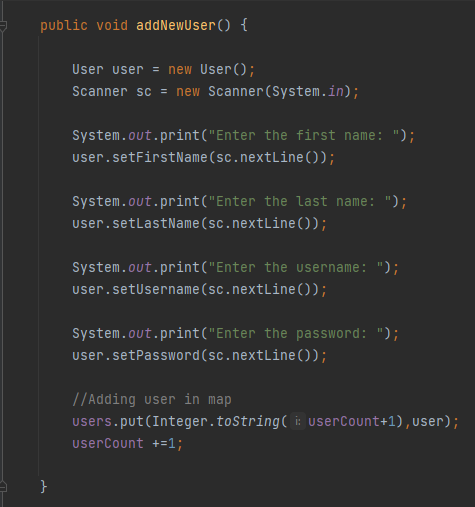 public void addNewUser() {
User user = new User();
Scanner sc = new Scanner(System.in);
System.out.print("Enter the first name: ");
user.setFirstName(sc.nextLine());
System.out.print("Enter the last name: ");
user.setLastName(sc.nextLine());
System.out.print("Enter the username: ");
user.setUsername(sc.nextLine());
System.out.print("Enter the password: ");
user.setPassword(sc.nextLine());
//Adding user in map
users.put(Integer.toString( i: userCount+1),user);
userCount +=1;
}